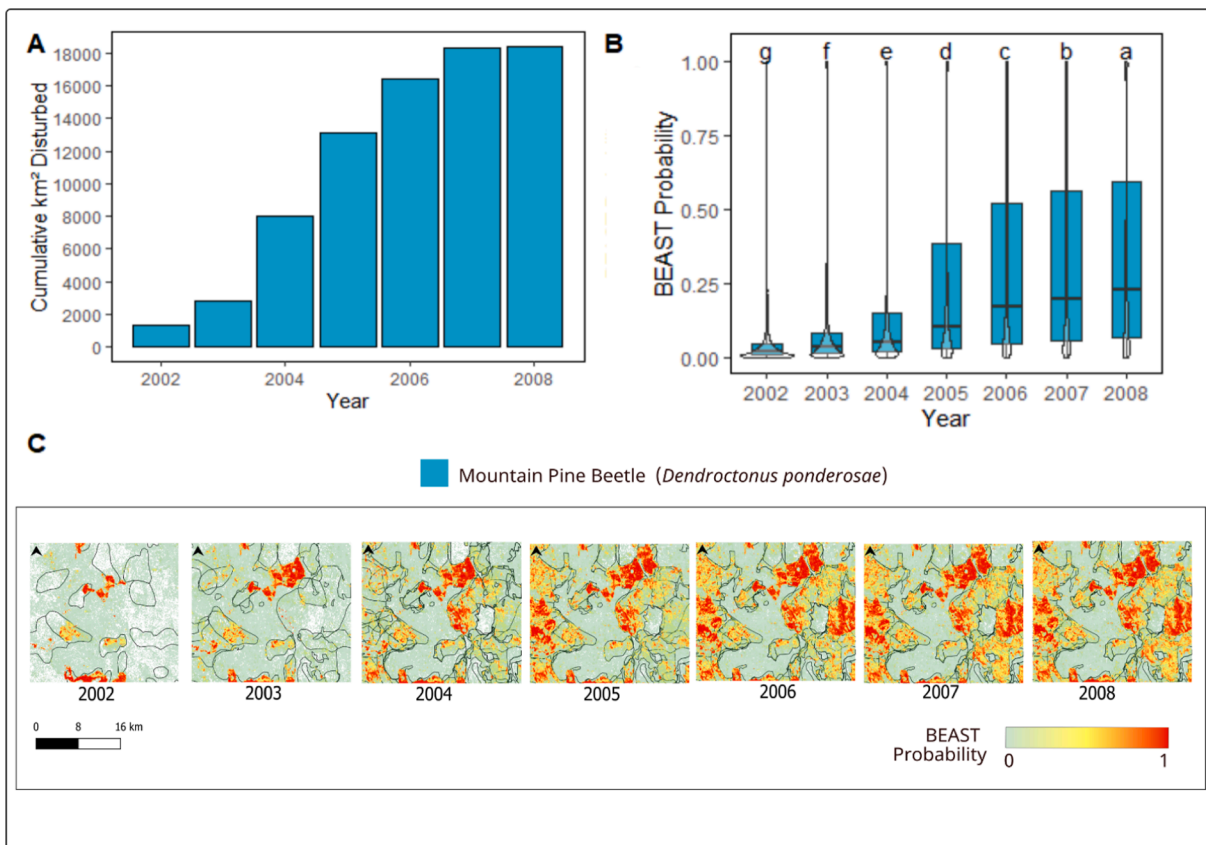 A
Cumulative km² Disturbed
18000
16000
14000
12000
10000
8000
6000
4000
2000
0
2002 2004 2006 2008
Year
B
BEAST Probability
g f e d c b a
1.00
0.75
0.50
0.25
0.00
2002 2003 2004 2005 2006 2007 2008
Year
C
Mountain Pine Beetle (Dendroctonus ponderosae)
2002 2003 2004 2005 2006 2007 2008
0 8 16 km
BEAST
Probability
0 1